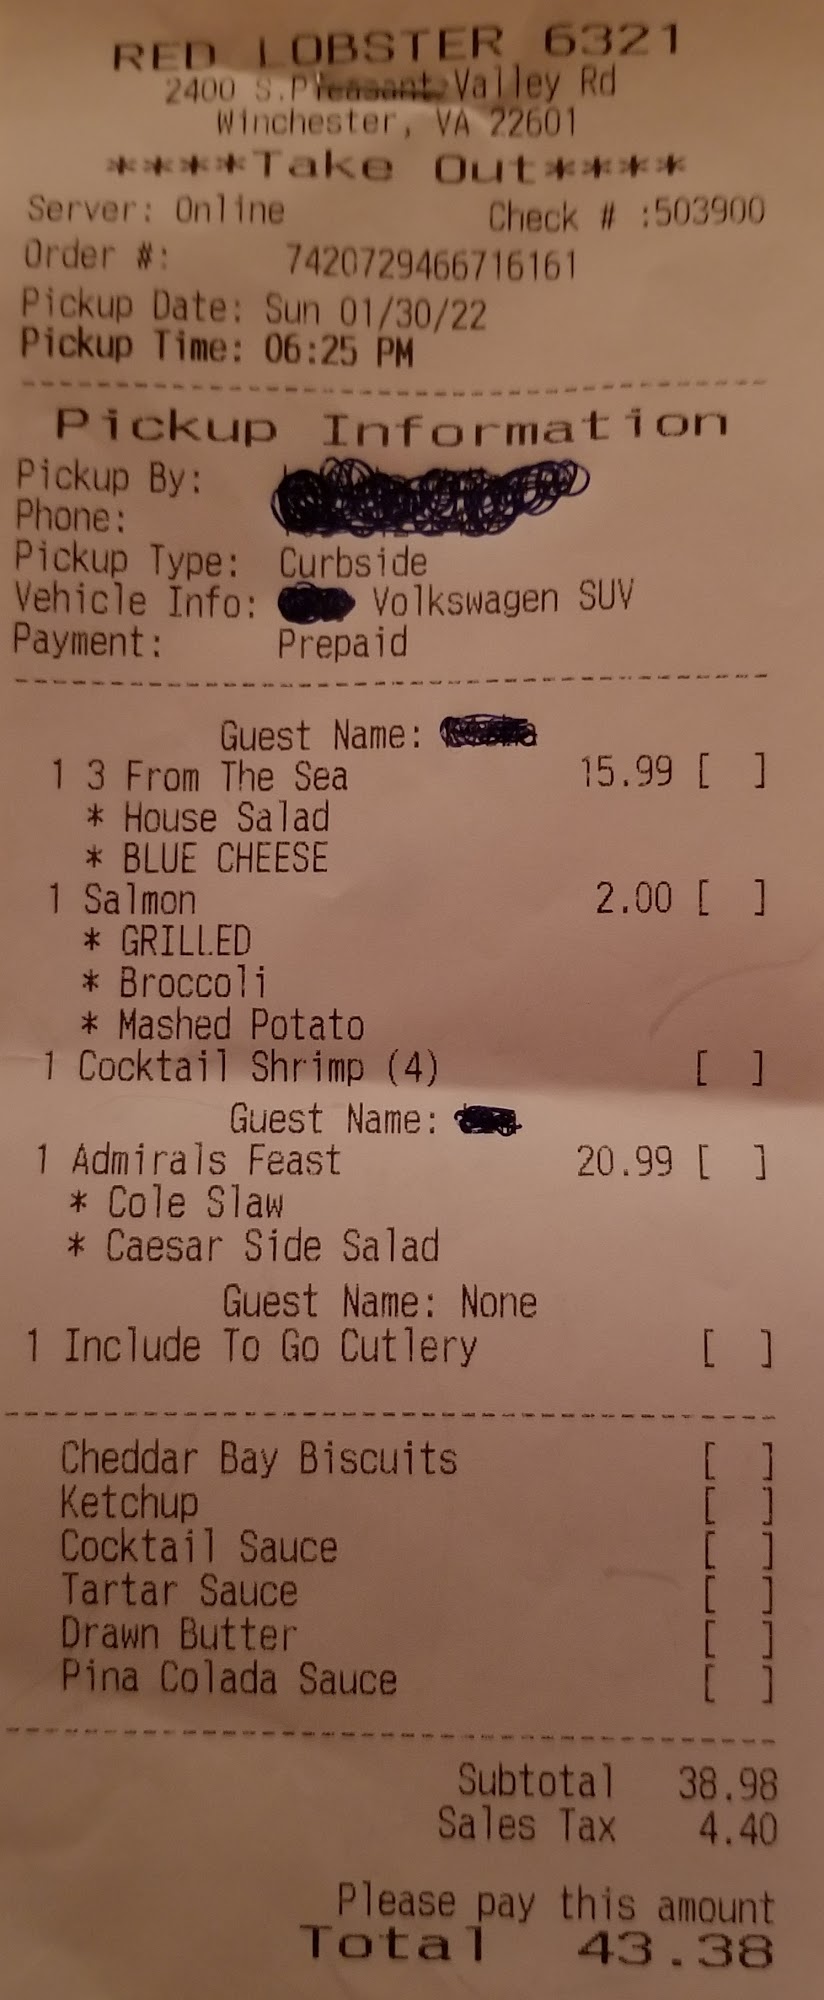 RED LOBSTER 6321
2400 S.Pleasant Valley Rd
Winchester, VA 22601
****Take Out****
Server: Online Check # :503900
Order #: 7420729466716161
Pickup Date: Sun 01/30/22
Pickup Time: 06:25 PM
Pickup Information
Pickup By:
Phone:
Pickup Type: Curbside
Vehicle Info: Volkswagen SUV
Payment: Prepaid
Guest Name:
1 3 From The Sea 15.99 [ ]
* House Salad
* BLUE CHEESE
1 Salmon 2.00 [ ]
* GRILLED
* Broccoli
* Mashed Potato
1 Cocktail Shrimp (4) [ ]
Guest Name:
1 Admirals Feast 20.99 [ ]
* Cole Slaw
* Caesar Side Salad
Guest Name: None
1 Include To Go Cutlery [ ]
Cheddar Bay Biscuits [ ]
Ketchup [ ]
Cocktail Sauce [ ]
Tartar Sauce [ ]
Drawn Butter [ ]
Pina Colada Sauce [ ]
Subtotal 38.98
Sales Tax 4.40
Please pay this amount
Total 43.38